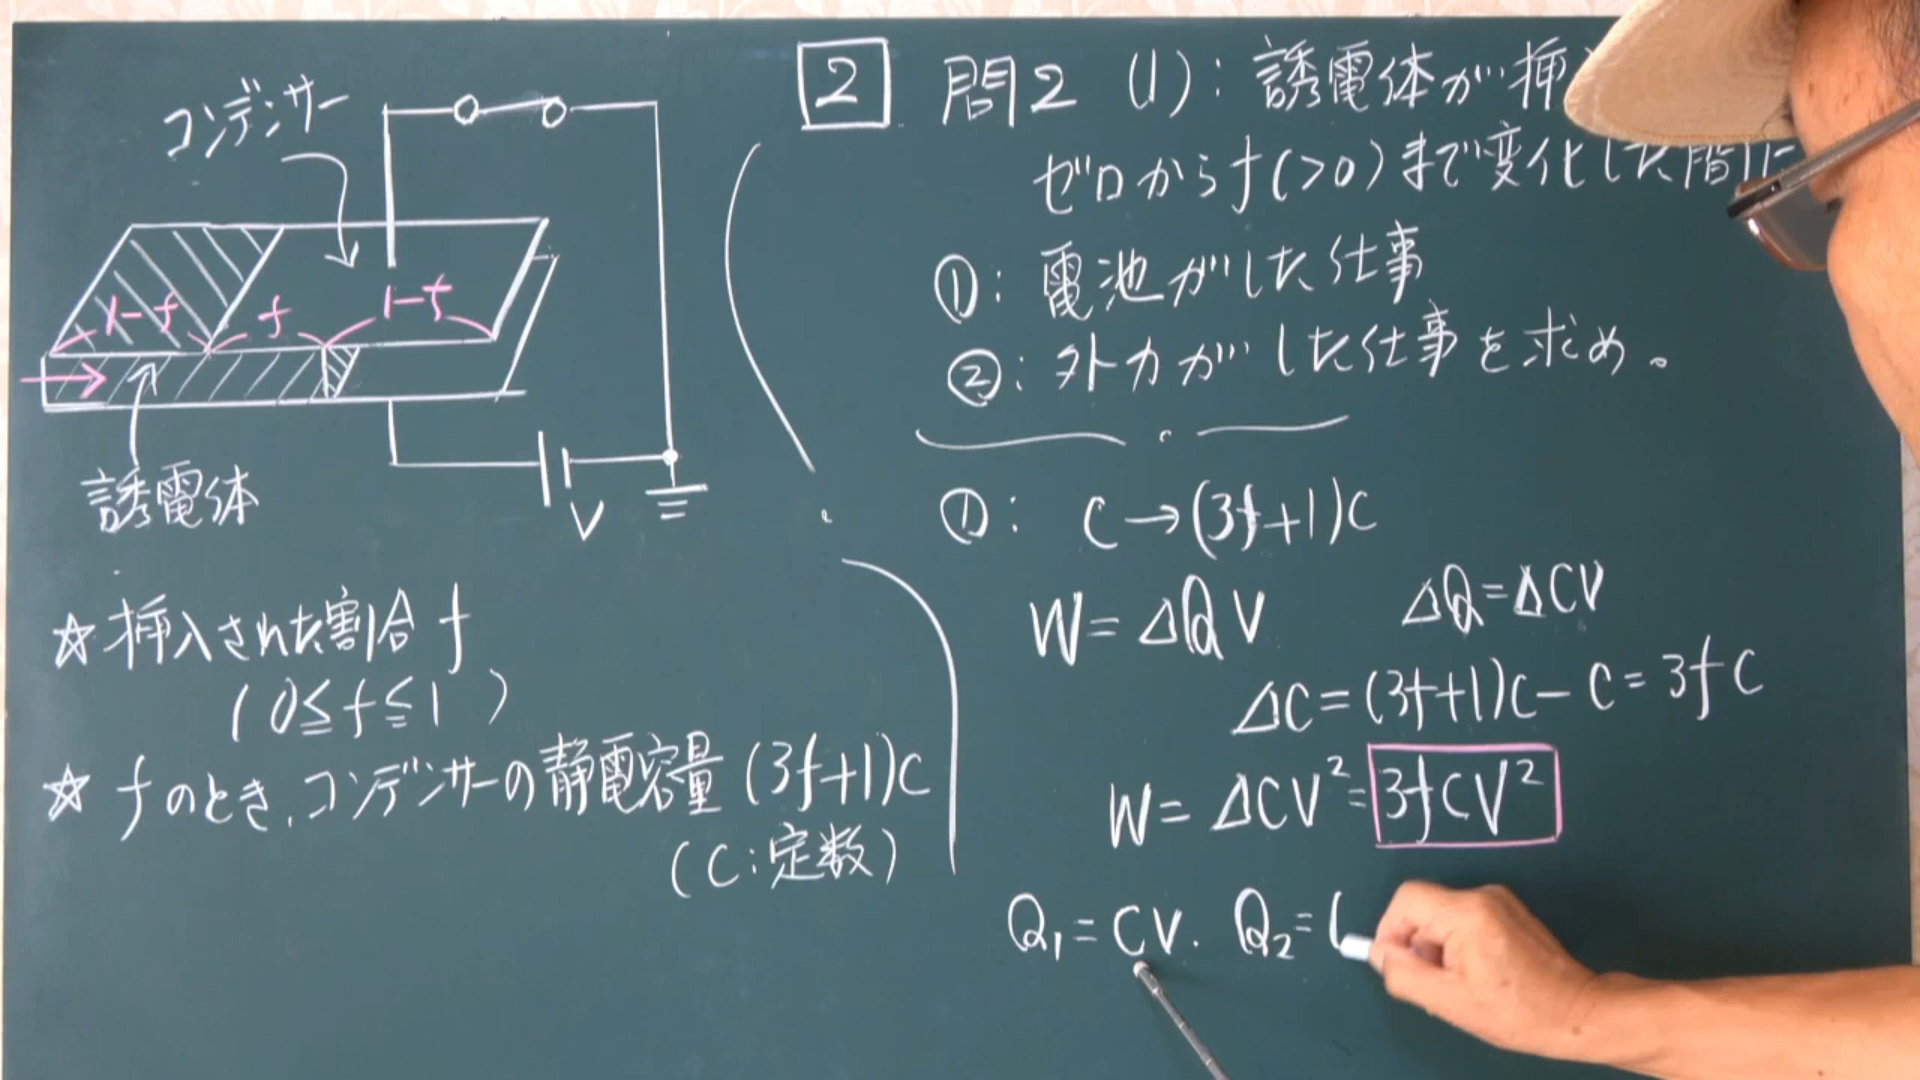 コンデンサー
1-f
f
1-f
誘電体
V
☆挿入された割合 f
(0≦f≦1)
☆fのとき、コンデンサーの静電容量 (3f+1)C
(C:定数)
2 問2 (1): 誘電体が挿
ゼロからf(>0)まで変化した間に
①: 電池がした仕事
②: 外力がした仕事を求め。
①: C→(3f+1)C
W=ΔQV ΔQ=ΔCV
ΔC=(3f+1)C-C=3fC
W=ΔCV²=3fCV²
Q₁=CV. Q₂=(